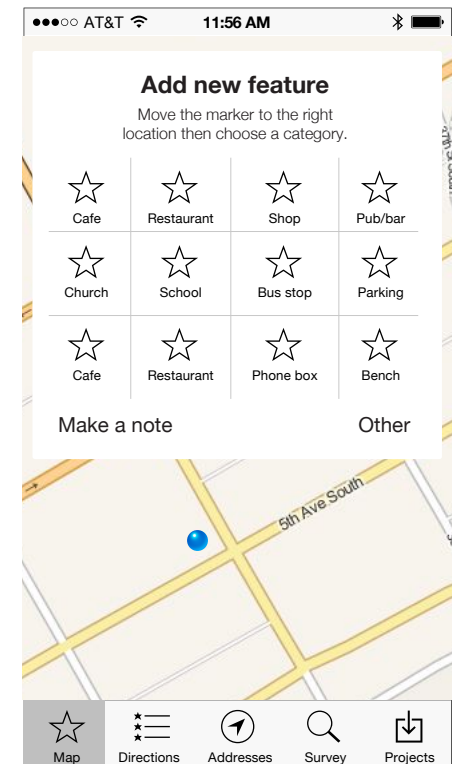 AT&T 11:56 AM
Add new feature
Move the marker to the right
location then choose a category.
Cafe Restaurant Shop Pub/bar
Church School Bus stop Parking
Cafe Restaurant Phone box Bench
Make a note Other
5th Ave South
Map Directions Addresses Survey Projects